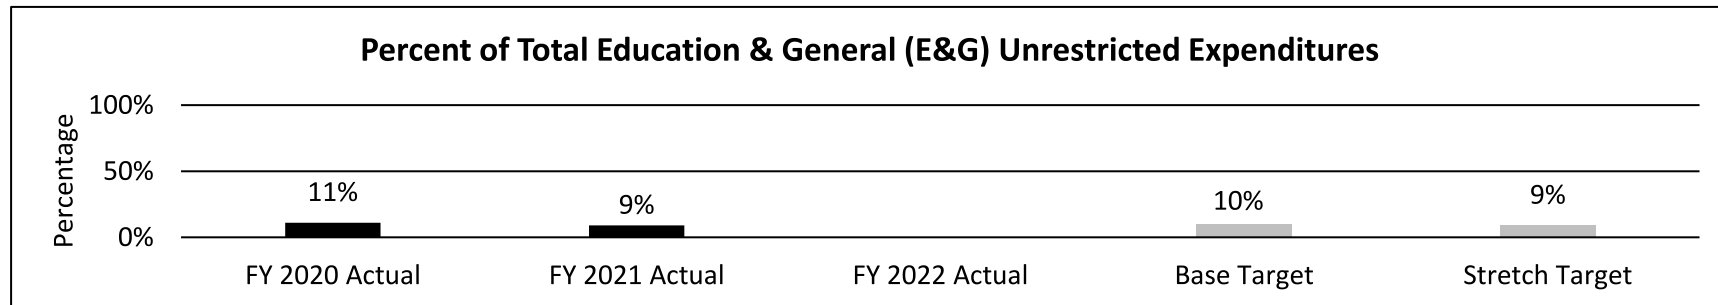 Percent of Total Education & General (E&G) Unrestricted Expenditures
Percentage
100%
50%
0%
11%
9%
10%
9%
FY 2020 Actual
FY 2021 Actual
FY 2022 Actual
Base Target
Stretch Target